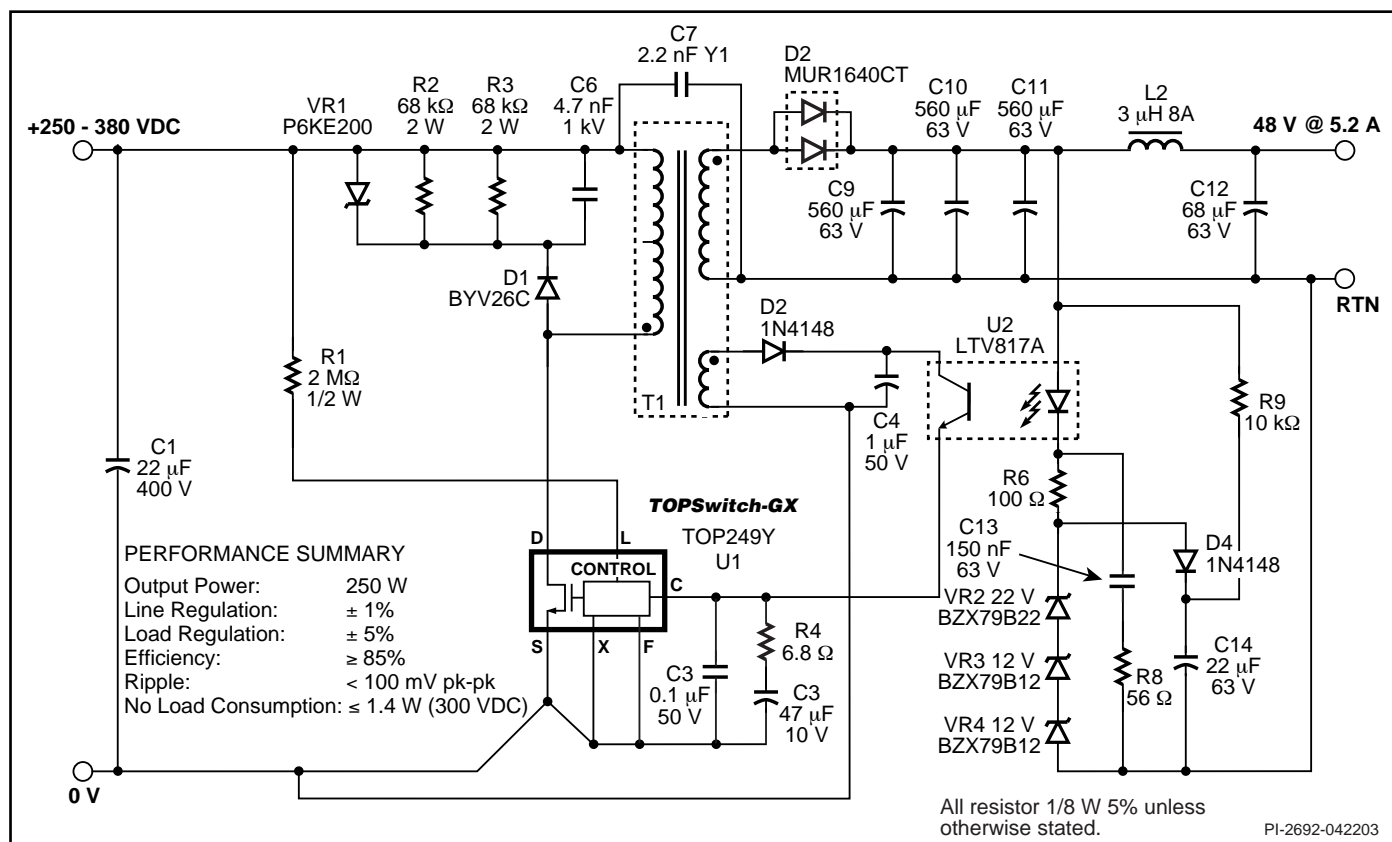 C7
2.2 nF Y1
D2
MUR1640CT
R2
68 kΩ
2 W
R3
68 kΩ
2 W
C6
4.7 nF
1 kV
VR1
P6KE200
C10
560 µF
63 V
C11
560 µF
63 V
L2
3 µH 8A
+250 - 380 VDC
48 V @ 5.2 A
C9
560 µF
63 V
C12
68 µF
63 V
D1
BYV26C
RTN
D2
1N4148
U2
LTV817A
R1
2 MΩ
1/2 W
T1
C4
1 µF
50 V
R9
10 kΩ
C1
22 µF
400 V
R6
100 Ω
TOPSwitch-GX
TOP249Y
U1
D
L
CONTROL
C
S
X
F
C13
150 nF
63 V
D4
1N4148
VR2 22 V
BZX79B22
R4
6.8 Ω
C3
0.1 µF
50 V
C3
47 µF
10 V
VR3 12 V
BZX79B12
R8
56 Ω
C14
22 µF
63 V
VR4 12 V
BZX79B12
PERFORMANCE SUMMARY
Output Power: 250 W
Line Regulation: ± 1%
Load Regulation: ± 5%
Efficiency: ≥ 85%
Ripple: < 100 mV pk-pk
No Load Consumption: ≤ 1.4 W (300 VDC)
0 V
All resistor 1/8 W 5% unless
otherwise stated.
PI-2692-042203